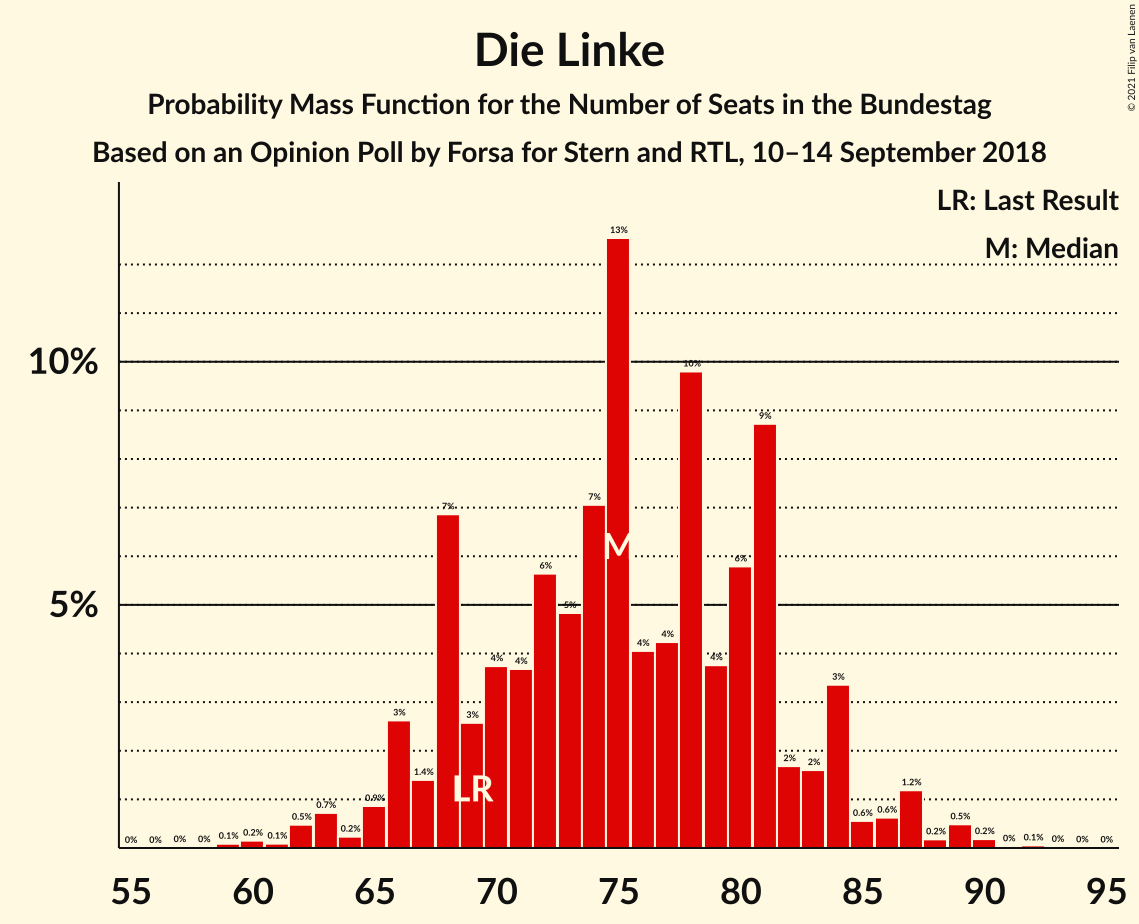 Die Linke
Probability Mass Function for the Number of Seats in the Bundestag
Based on an Opinion Poll by Forsa for Stern and RTL, 10–14 September 2018
© 2021 Filip van Laenen
LR: Last Result
M: Median
10%
5%
0% 0% 0% 0% 0.1% 0.2% 0.1% 0.5% 0.7% 0.2% 0.9% 3% 1.4% 7% 3% 4% 4% 6% 5% 7% 13% 4% 4% 10% 4% 6% 9% 2% 2% 3% 0.6% 0.6% 1.2% 0.2% 0.5% 0.2% 0% 0.1% 0% 0% 0%
M
LR
55 60 65 70 75 80 85 90 95